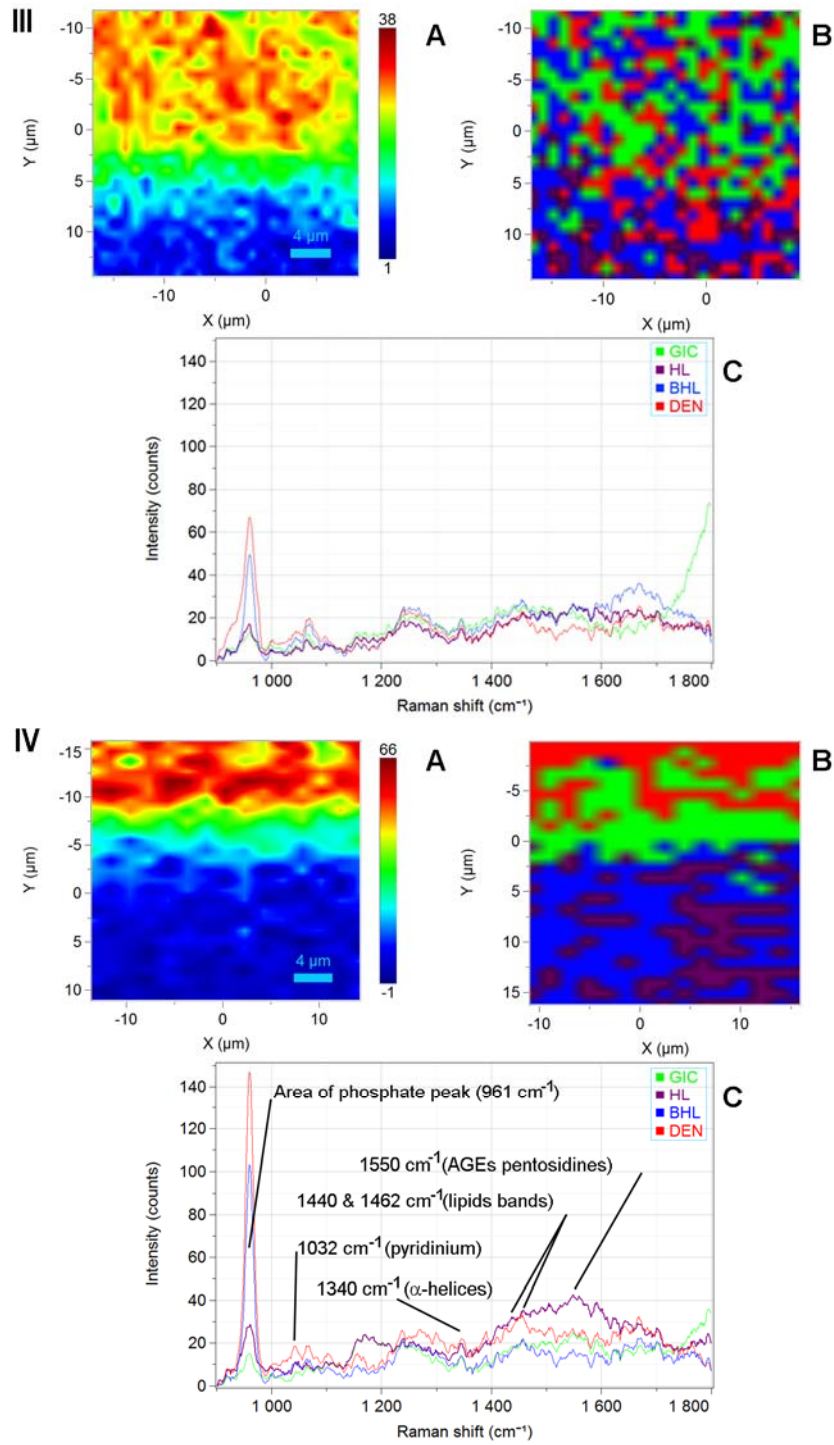 III
A
B
38
1
-10
-5
0
5
10
Y (µm)
4 µm
-10
0
X (µm)
-10
-5
0
5
10
Y (µm)
-10
0
X (µm)
C
140
120
100
80
60
40
20
0
Intensity (counts)
GIC
HL
BHL
DEN
1 000
1 200
1 400
1 600
1 800
Raman shift (cm⁻¹)
IV
A
B
66
-1
-15
-10
-5
0
5
10
Y (µm)
4 µm
-10
0
10
X (µm)
-5
0
5
10
15
Y (µm)
-10
0
10
X (µm)
C
140
120
100
80
60
40
20
0
Intensity (counts)
GIC
HL
BHL
DEN
Area of phosphate peak (961 cm⁻¹)
1550 cm⁻¹(AGEs pentosidines)
1440 & 1462 cm⁻¹(lipids bands)
1032 cm⁻¹(pyridinium)
1340 cm⁻¹(α-helices)
1 000
1 200
1 400
1 600
1 800
Raman shift (cm⁻¹)